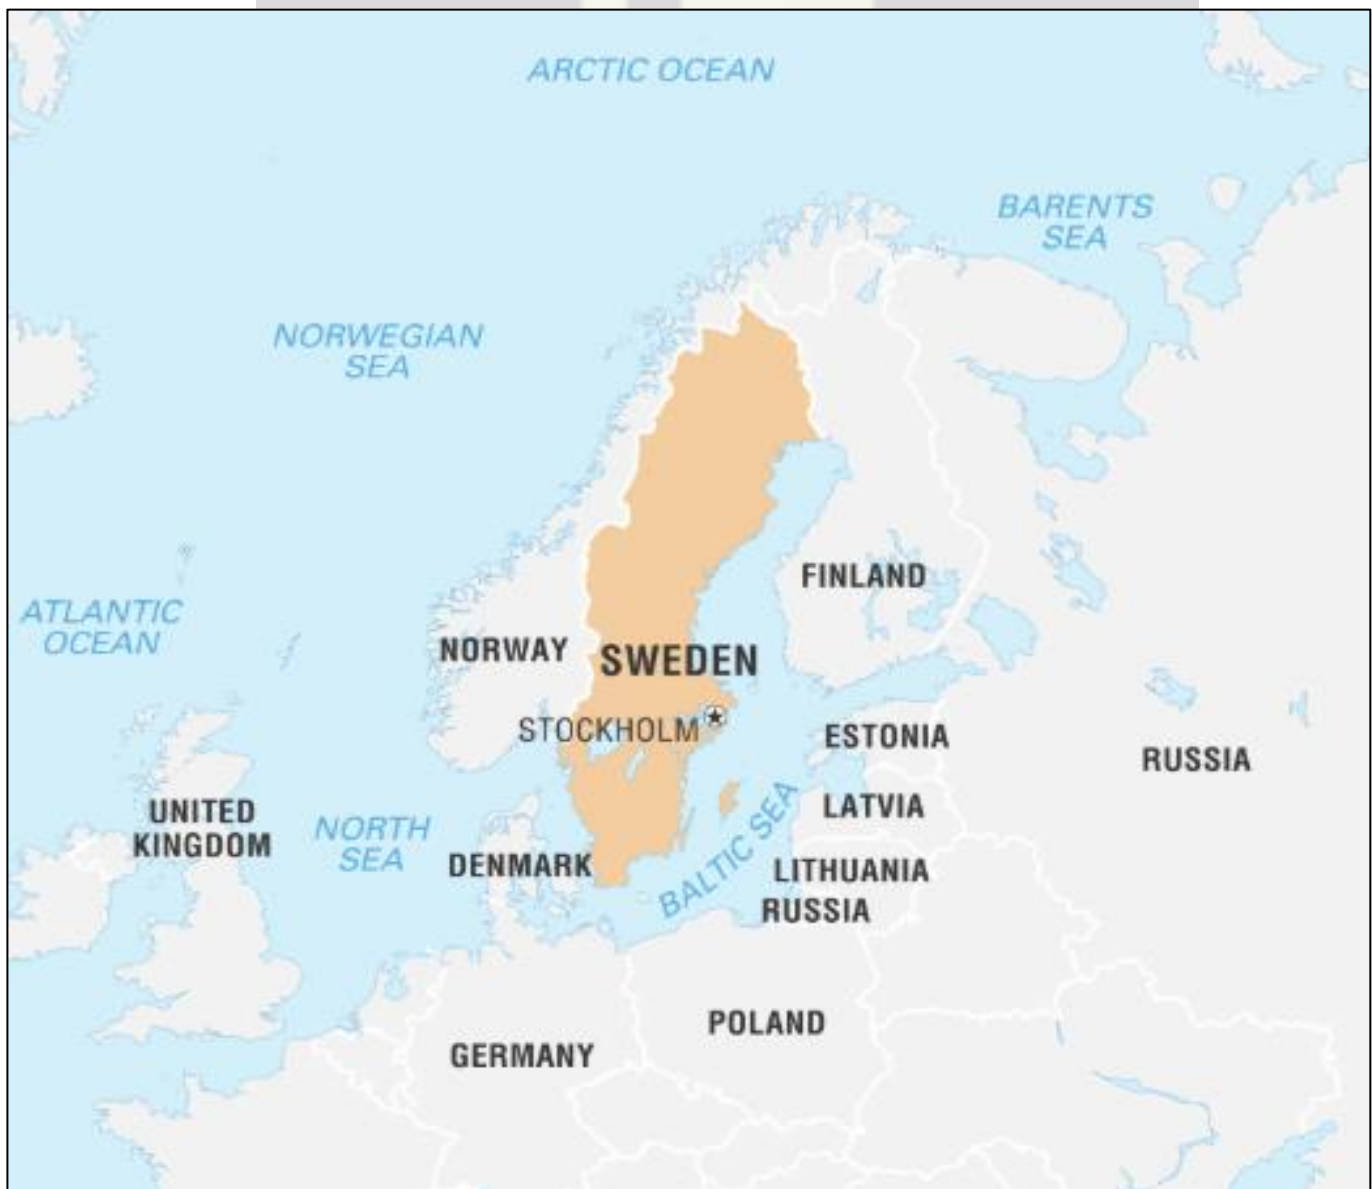 ARCTIC OCEAN
BARENTS
SEA
NORWEGIAN
SEA
ATLANTIC
OCEAN
FINLAND
NORWAY
SWEDEN
STOCKHOLM
ESTONIA
RUSSIA
UNITED
KINGDOM
NORTH
SEA
LATVIA
DENMARK
BALTIC SEA
LITHUANIA
RUSSIA
POLAND
GERMANY